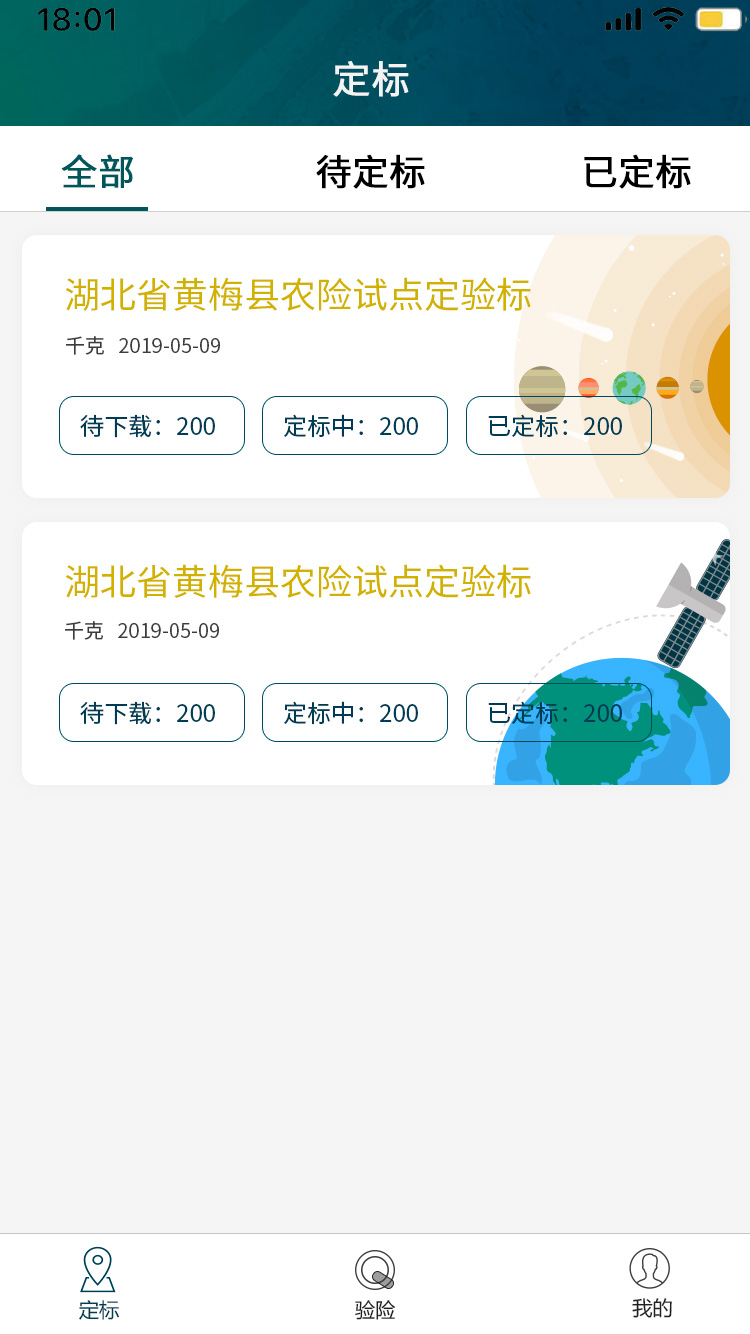 18:01
定标
全部 待定标 已定标
湖北省黄梅县农险试点定验标
千克 2019-05-09
待下载：200 定标中：200 已定标：200
湖北省黄梅县农险试点定验标
千克 2019-05-09
待下载：200 定标中：200 已定标：200
定标 验险 我的